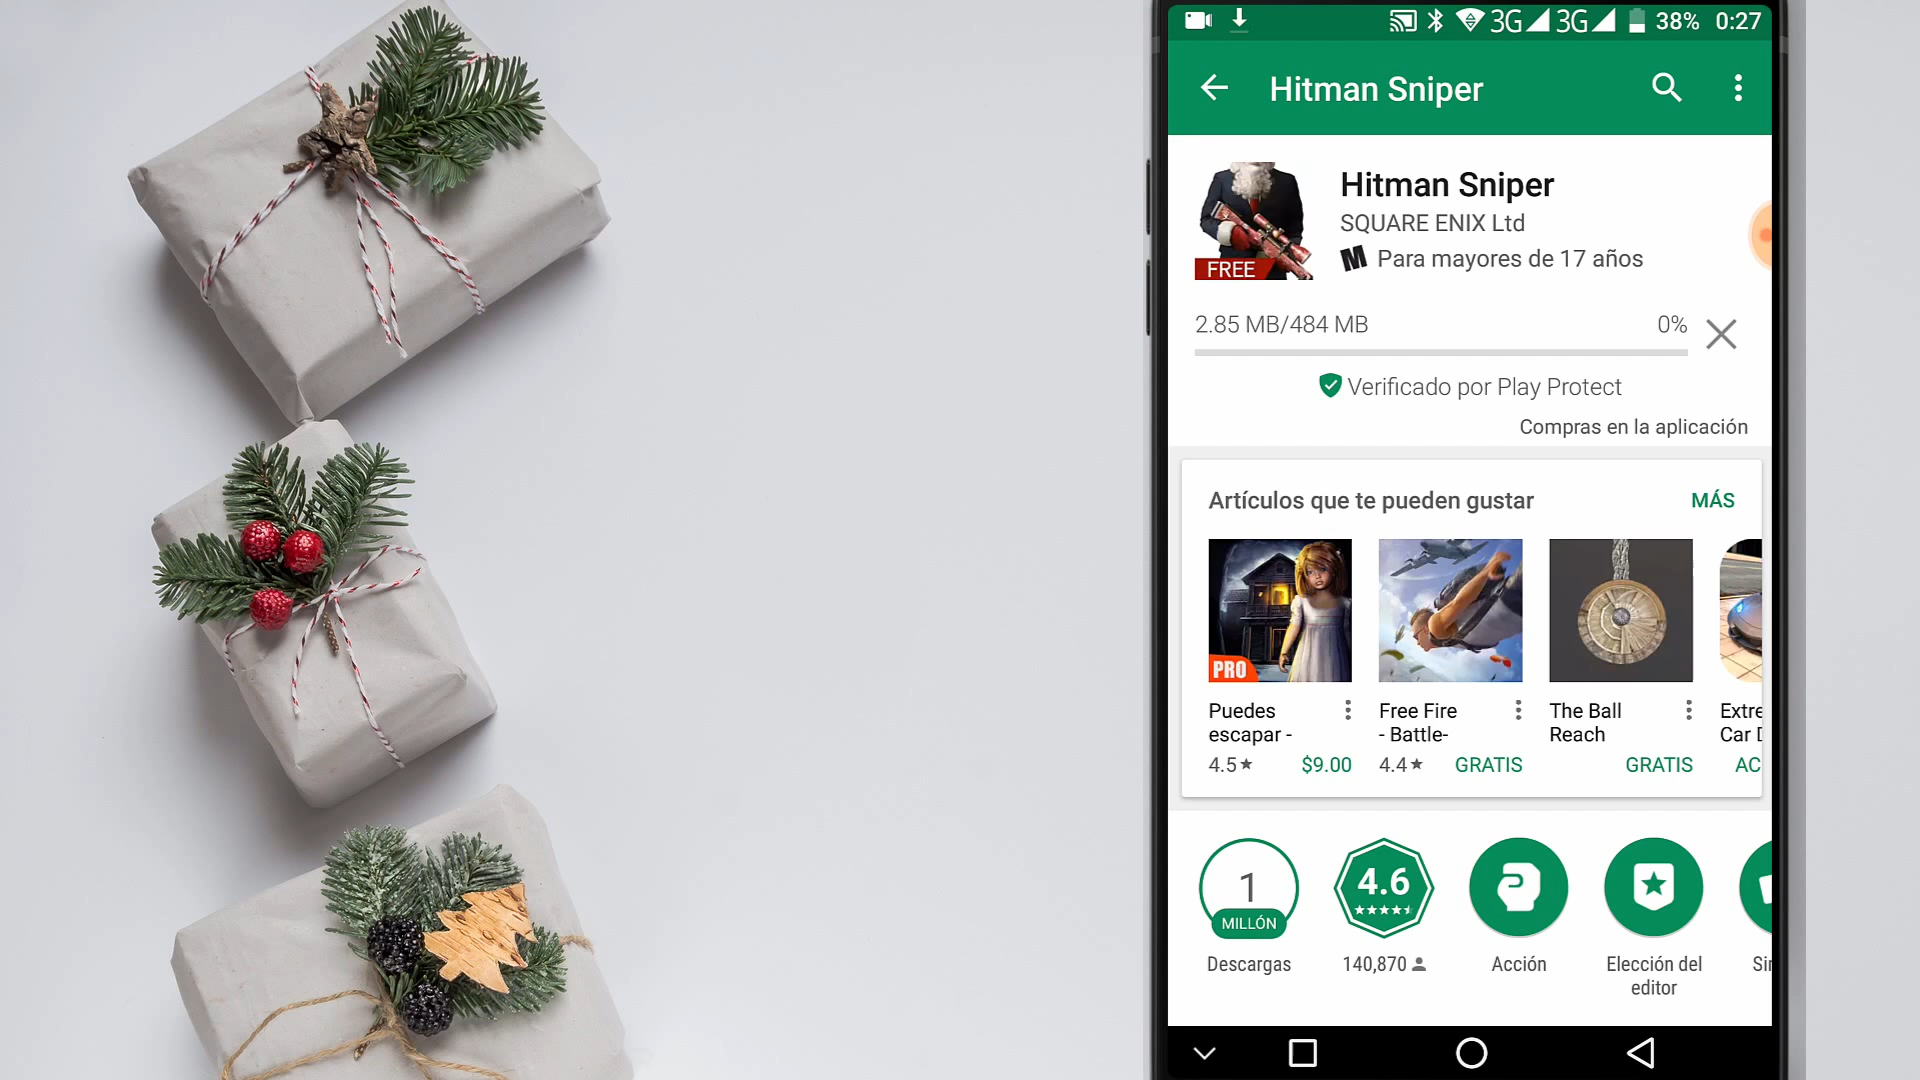 3G 3G 38% 0:27
Hitman Sniper
Hitman Sniper
SQUARE ENIX Ltd
Para mayores de 17 años
FREE
2.85 MB/484 MB 0%
Verificado por Play Protect
Compras en la aplicación
Artículos que te pueden gustar MÁS
PRO
Puedes escapar -
4.5★ $9.00
Free Fire - Battle-
4.4★ GRATIS
The Ball Reach
GRATIS
Extre
Car
AC
1 MILLÓN
Descargas
4.6
140,870
Acción
Elección del
editor